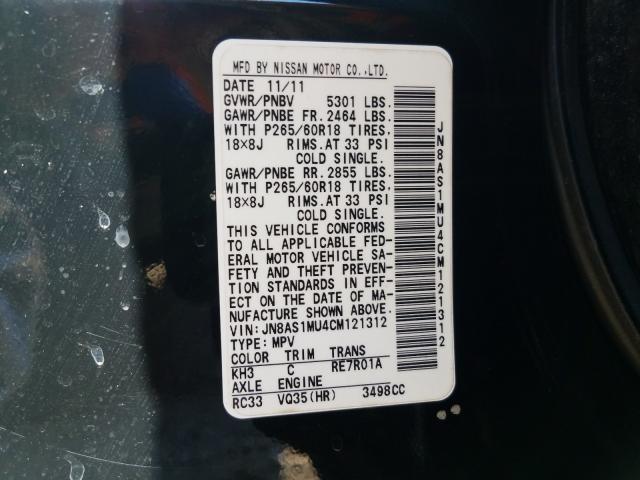 MFD BY NISSAN MOTOR CO.,LTD.
DATE 11/11
GVWR/PNBV 5301 LBS.
GAWR/PNBE FR. 2464 LBS.
WITH P265/60R18 TIRES,
18×8J RIMS.AT 33 PSI
COLD SINGLE.
GAWR/PNBE RR. 2855 LBS.
WITH P265/60R18 TIRES,
18×8J RIMS.AT 33 PSI
COLD SINGLE.
THIS VEHICLE CONFORMS
TO ALL APPLICABLE FED-
ERAL MOTOR VEHICLE SA-
FETY AND THEFT PREVEN-
TION STANDARDS IN EFF-
ECT ON THE DATE OF MA-
NUFACTURE SHOWN ABOVE.
VIN: JN8AS1MU4CM121312
TYPE: MPV
COLOR TRIM TRANS
KH3 C RE7R01A
AXLE ENGINE
RC33 VQ35(HR) 3498CC
JN8AS1MU4CM121312